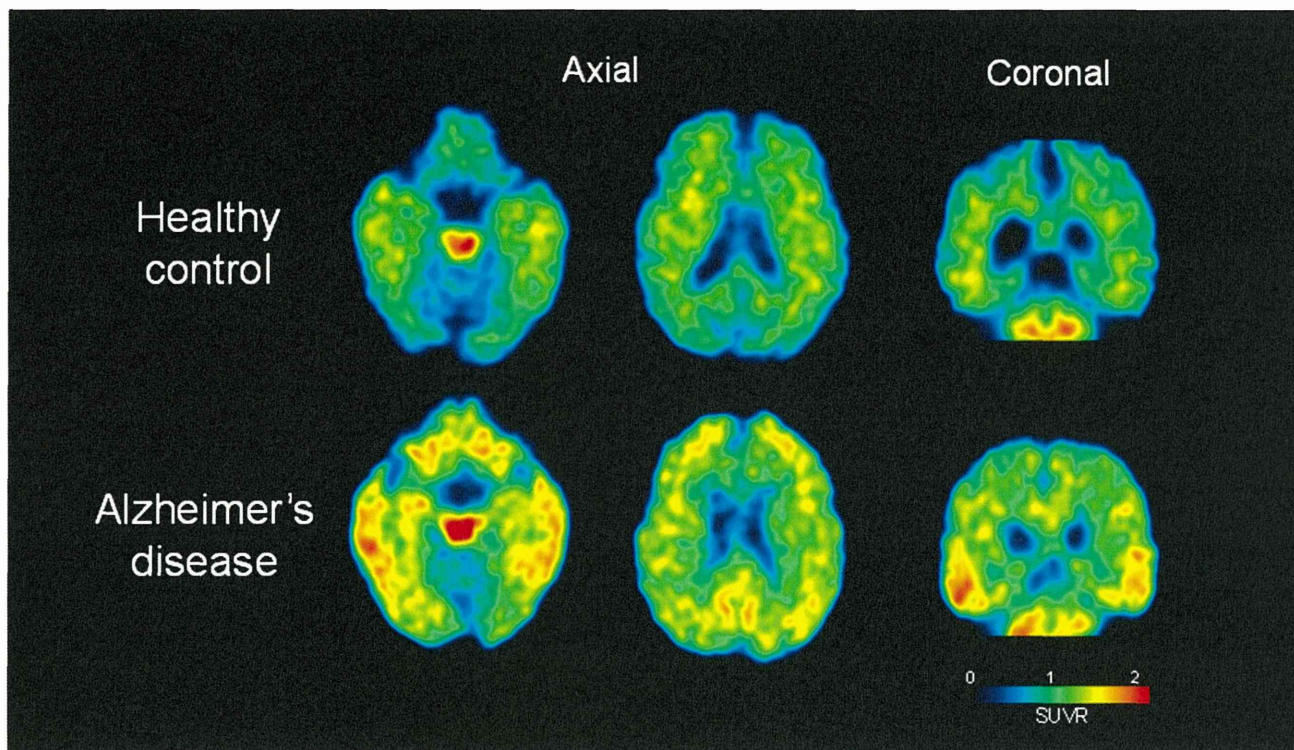 Axial
Coronal
Healthy
control
Alzheimer's
disease
0 1 2
SUVR